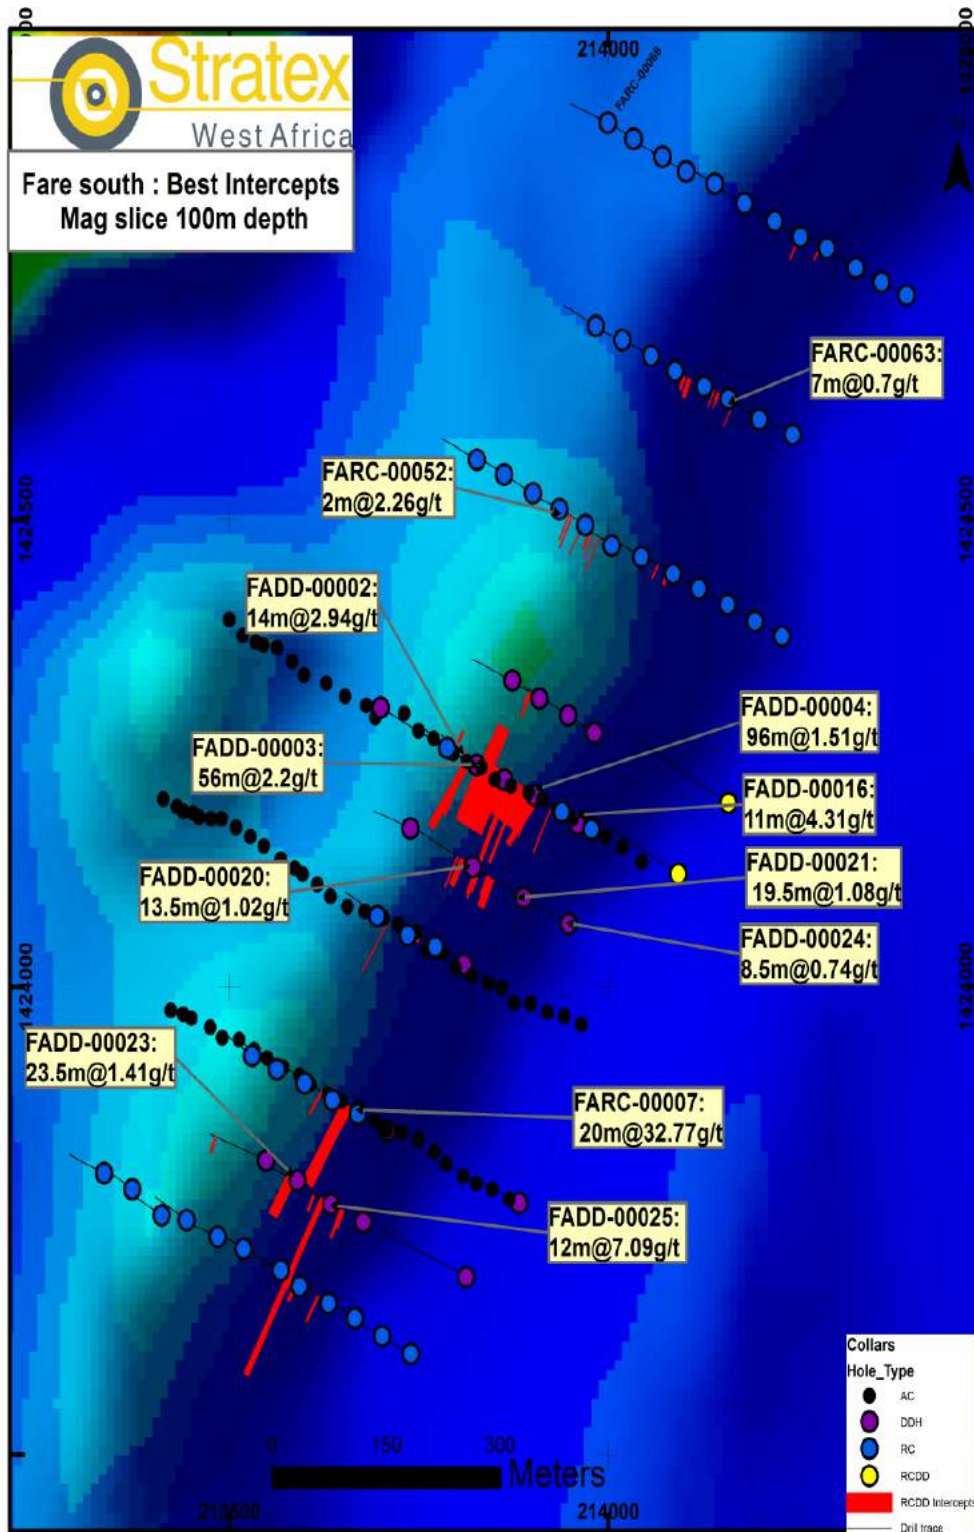 Stratex
West Africa
Fare south : Best Intercepts
Mag slice 100m depth
214000
FARC-00068
FARC-00063:
7m@0.7g/t
FARC-00052:
2m@2.26g/t
1424500
1424500
FADD-00002:
14m@2.94g/t
FADD-00004:
96m@1.51g/t
FADD-00003:
56m@2.2g/t
FADD-00016:
11m@4.31g/t
FADD-00020:
13.5m@1.02g/t
FADD-00021:
19.5m@1.08g/t
FADD-00024:
8.5m@0.74g/t
1424000
1424000
FADD-00023:
23.5m@1.41g/t
FARC-00007:
20m@32.77g/t
FADD-00025:
12m@7.09g/t
Collars
Hole_Type
AC
DDH
RC
RCDD
RCDD Intercepts
Drill trace
0 150 300
Meters
213500
214000